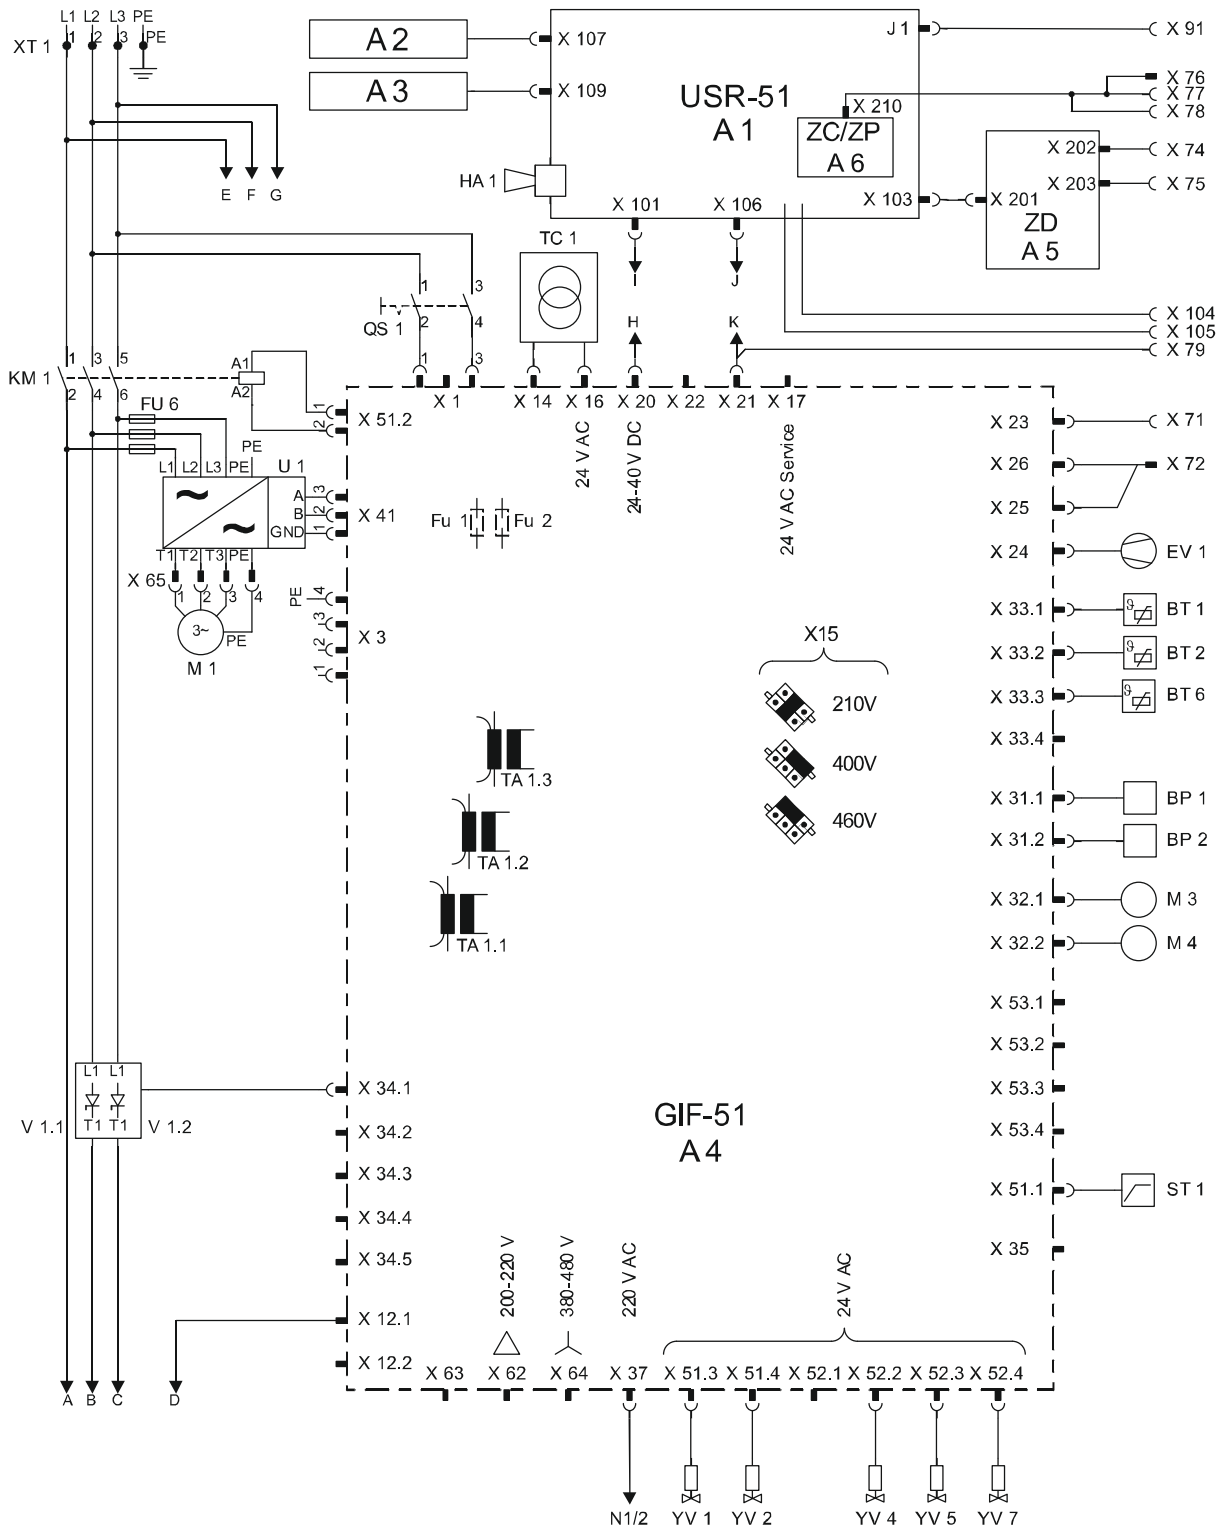 L1 L2 L3 PE
XT 1
1 2 3 PE
A 2
A 3
X 107
X 109
J 1
X 91
USR-51
A 1
X 210
ZC/ZP
A 6
X 76
X 77
X 78
X 202
X 74
X 203
X 75
X 103
X 201
ZD
A 5
E F G
HA 1
X 101
X 106
TC 1
I
J
QS 1
1 3
2 4
H
K
X 104
X 105
X 79
1 3
KM 1
1 3 5
2 4 6
A1
A2
X 1
X 14
X 16
X 20
X 22
X 21
X 17
24 V AC
24-40 V DC
24 V AC Service
FU 6
1
2
X 51.2
X 23
X 71
X 26
X 72
X 25
PE
L1 L2 L3 PE
U 1
A 3
B 2
GND 1
X 41
Fu 1
Fu 2
T1 T2 T3 PE
X 24
EV 1
X 65
1 2 3 4
3~
PE
M 1
PE 4
3
2
1
X 3
X 33.1
ϑ
BT 1
X 33.2
ϑ
BT 2
X 33.3
ϑ
BT 6
X 33.4
X15
210V
400V
460V
TA 1.3
TA 1.2
TA 1.1
X 31.1
BP 1
X 31.2
BP 2
X 32.1
M 3
X 32.2
M 4
X 53.1
X 53.2
X 53.3
X 53.4
L1 L1
T1 T1
V 1.1
V 1.2
X 34.1
X 34.2
X 34.3
X 34.4
X 34.5
GIF-51
A 4
X 51.1
ST 1
X 35
X 12.1
X 12.2
200-220 V
380-480 V
220 V AC
24 V AC
X 63
X 62
X 64
X 37
X 51.3
X 51.4
X 52.1
X 52.2
X 52.3
X 52.4
A B C D
N1/2
YV 1
YV 2
YV 4
YV 5
YV 7